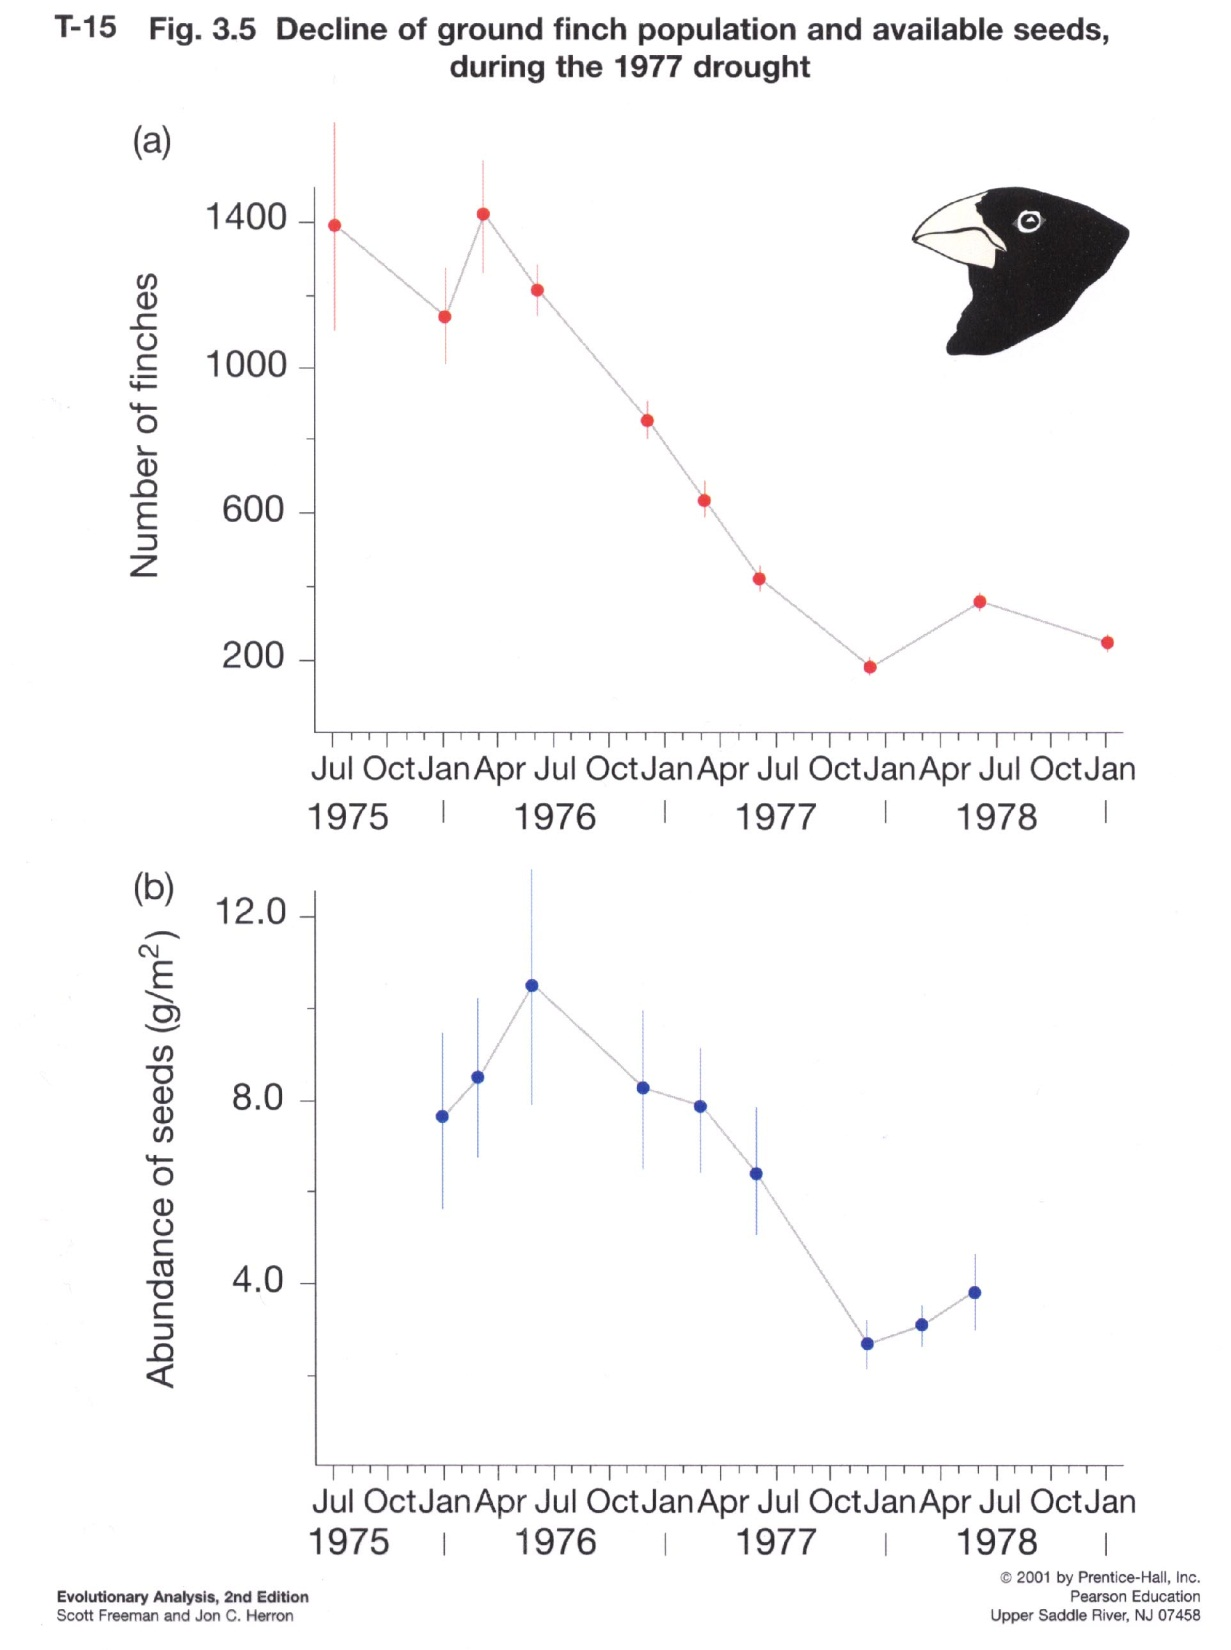 T-15 Fig. 3.5 Decline of ground finch population and available seeds,
during the 1977 drought
(a)
Number of finches
1400
1000
600
200
Jul Oct Jan Apr Jul Oct Jan Apr Jul Oct Jan Apr Jul Oct Jan
1975 | 1976 | 1977 | 1978 |
(b)
Abundance of seeds (g/m²)
12.0
8.0
4.0
Jul Oct Jan Apr Jul Oct Jan Apr Jul Oct Jan Apr Jul Oct Jan
1975 | 1976 | 1977 | 1978 |
Evolutionary Analysis, 2nd Edition
Scott Freeman and Jon C. Herron
© 2001 by Prentice-Hall, Inc.
Pearson Education
Upper Saddle River, NJ 07458